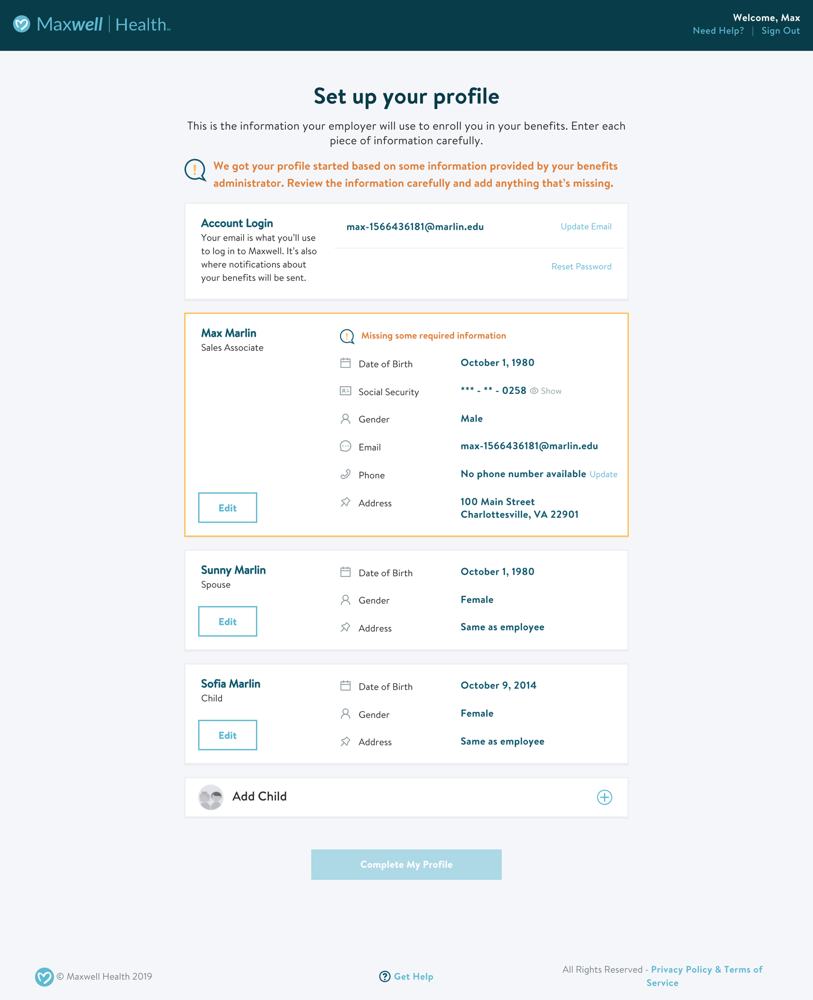 Maxwell | Health™
Welcome, Max
Need Help? | Sign Out
Set up your profile
This is the information your employer will use to enroll you in your benefits. Enter each
piece of information carefully.
We got your profile started based on some information provided by your benefits
administrator. Review the information carefully and add anything that's missing.
Account Login
Your email is what you'll use
to log in to Maxwell. It's also
where notifications about
your benefits will be sent.
max-1566436181@marlin.edu Update Email
Reset Password
Max Marlin
Sales Associate
Missing some required information
Date of Birth October 1, 1980
Social Security *** - ** - 0258 Show
Gender Male
Email max-1566436181@marlin.edu
Phone No phone number available Update
Address 100 Main Street
Charlottesville, VA 22901
Edit
Sunny Marlin
Spouse
Date of Birth October 1, 1980
Gender Female
Address Same as employee
Edit
Sofia Marlin
Child
Date of Birth October 9, 2014
Gender Female
Address Same as employee
Edit
Add Child
Complete My Profile
© Maxwell Health 2019
Get Help
All Rights Reserved - Privacy Policy & Terms of
Service